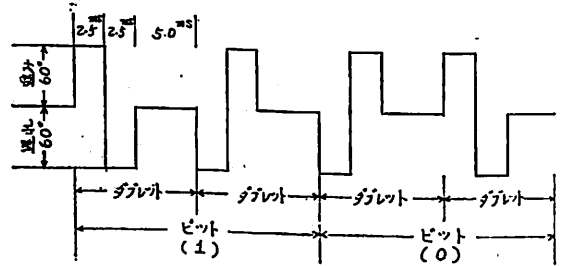 2.5ms 2.5ms 5.0ms
進み 60°
遅れ 60°
ダブレット ダブレット ダブレット ダブレット
ビット ビット
(1) (0)